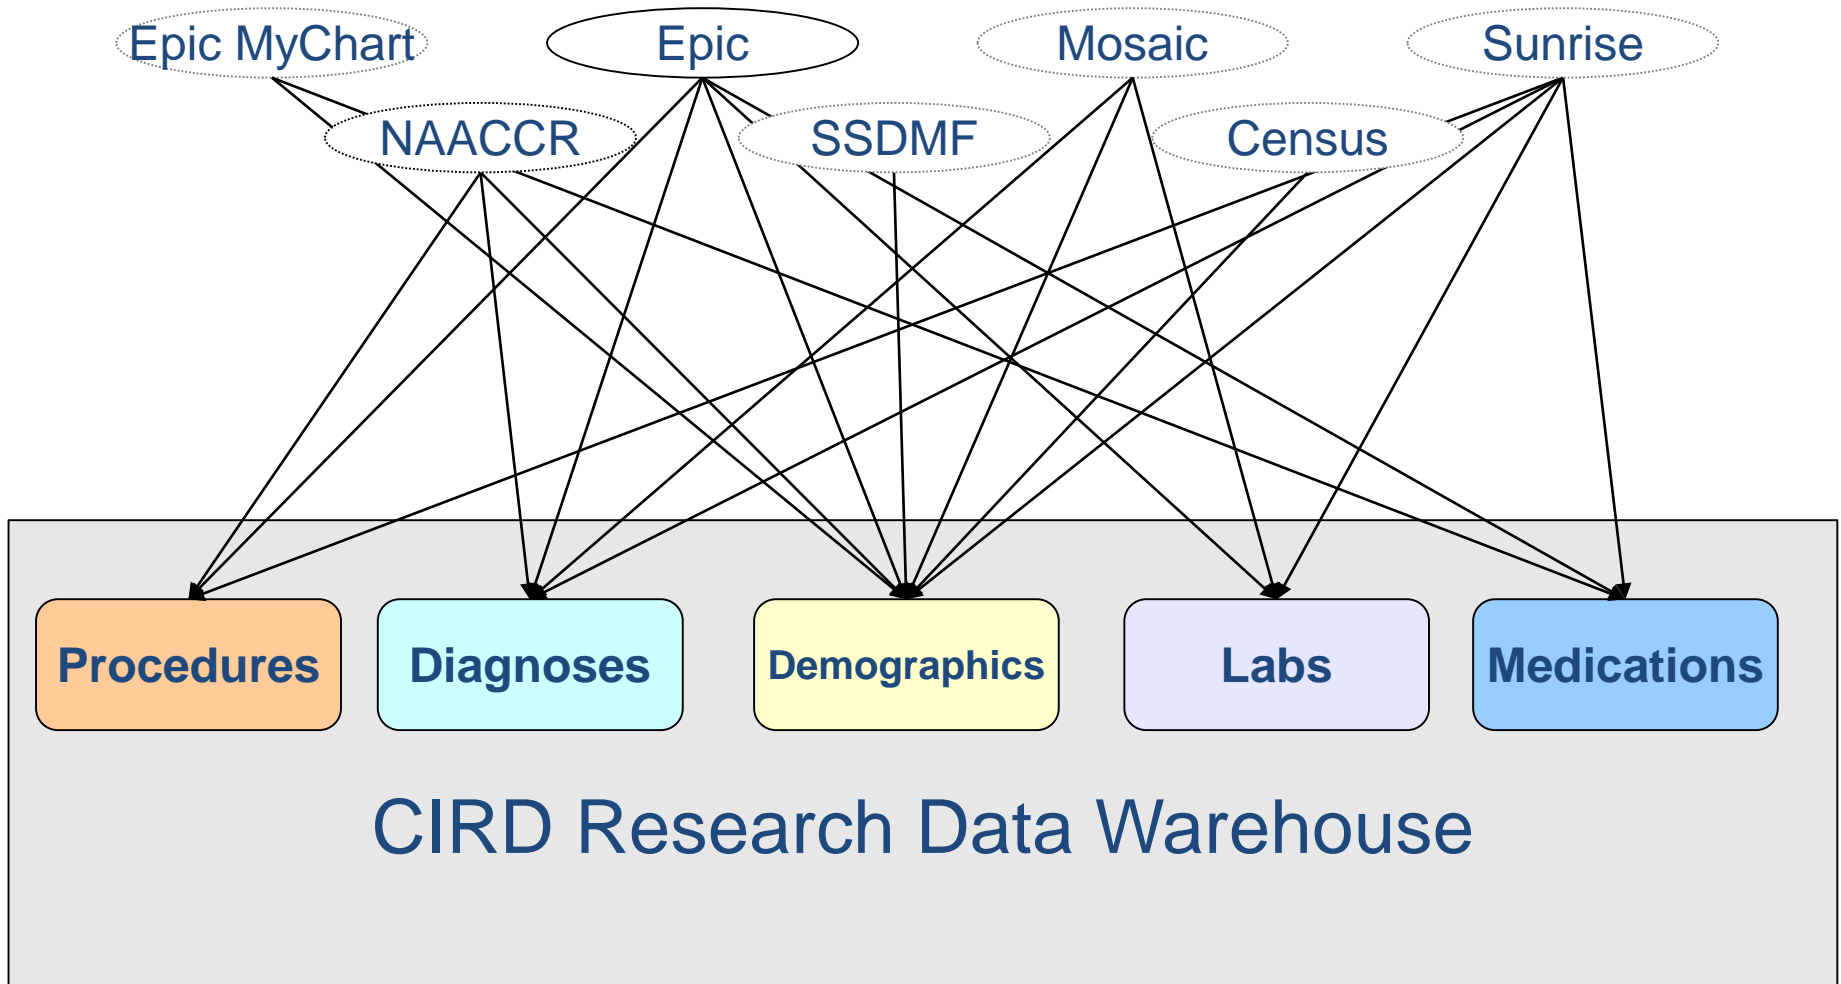 Epic MyChart
Epic
Mosaic
Sunrise
NAACCR
SSDMF
Census
Procedures
Diagnoses
Demographics
Labs
Medications
CIRD Research Data Warehouse